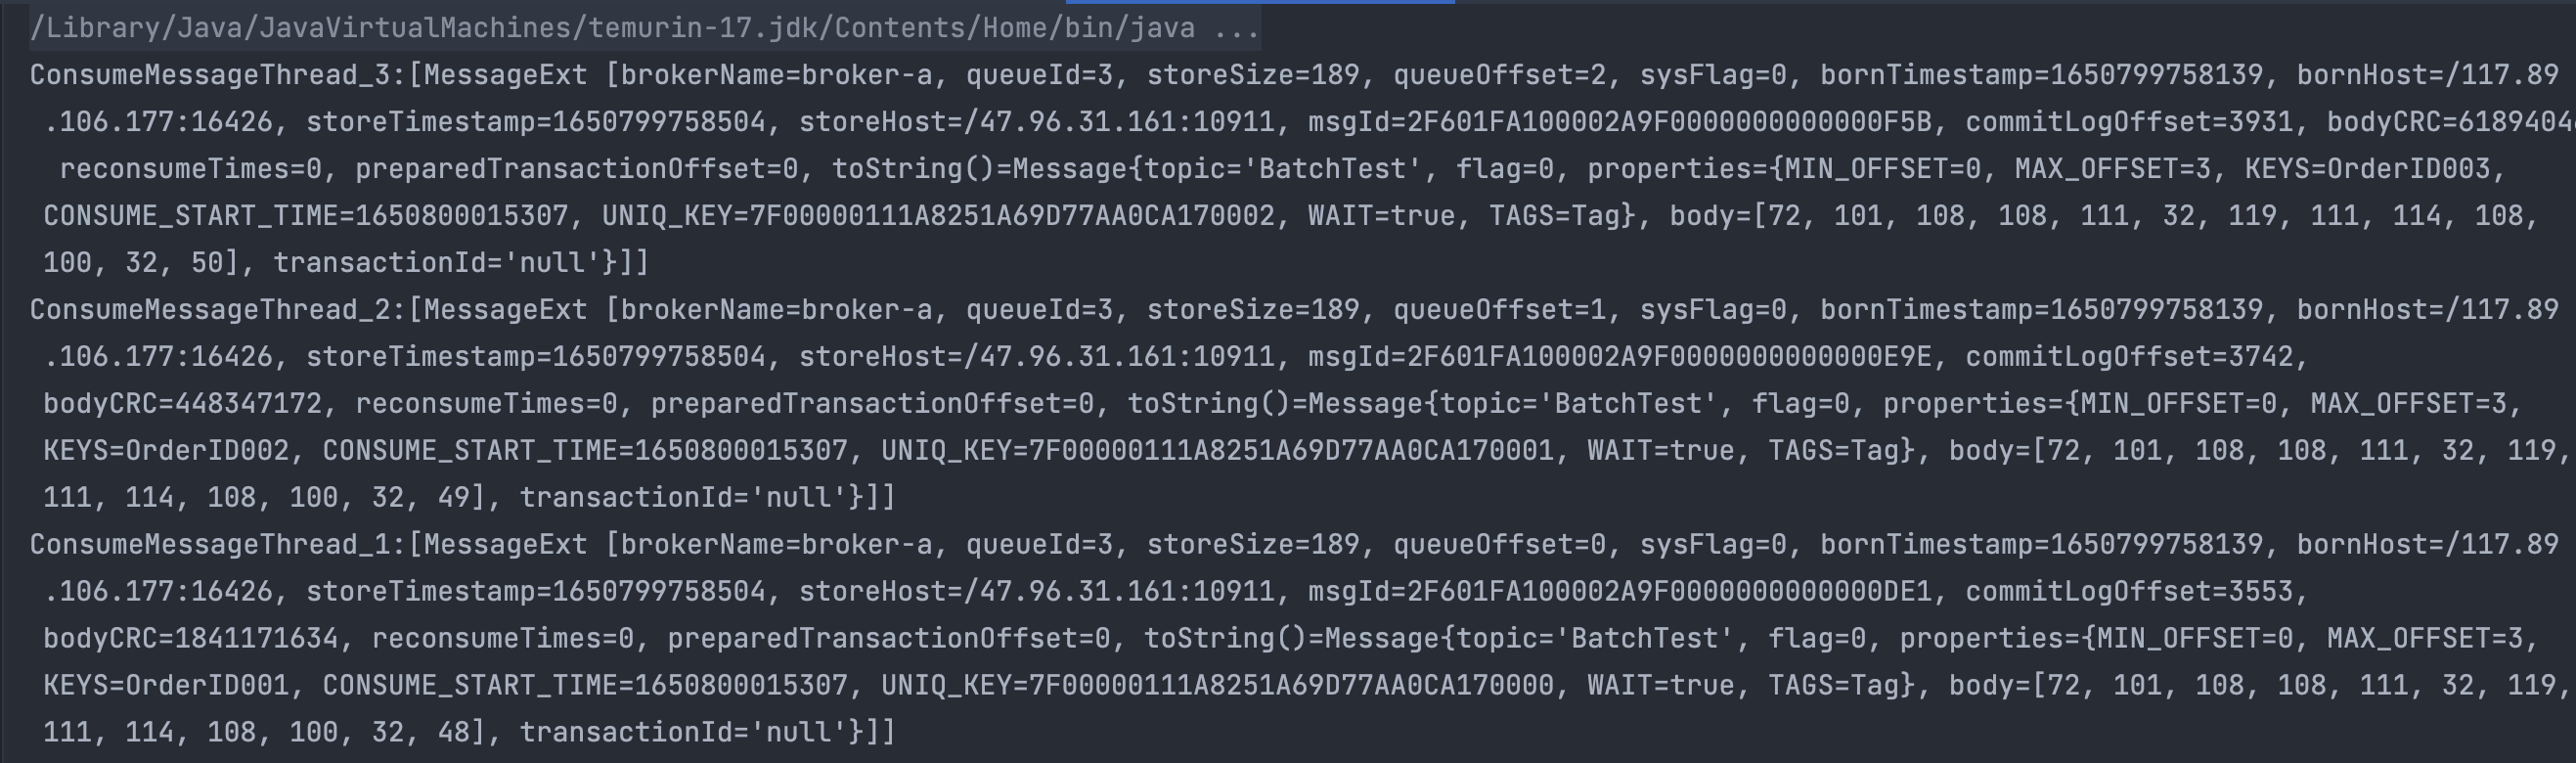 /Library/Java/JavaVirtualMachines/temurin-17.jdk/Contents/Home/bin/java ...
ConsumeMessageThread_3:[MessageExt [brokerName=broker-a, queueId=3, storeSize=189, queueOffset=2, sysFlag=0, bornTimestamp=1650799758139, bornHost=/117.89
.106.177:16426, storeTimestamp=1650799758504, storeHost=/47.96.31.161:10911, msgId=2F601FA100002A9F0000000000000F5B, commitLogOffset=3931, bodyCRC=6189404
reconsumeTimes=0, preparedTransactionOffset=0, toString()=Message{topic='BatchTest', flag=0, properties={MIN_OFFSET=0, MAX_OFFSET=3, KEYS=OrderID003,
CONSUME_START_TIME=1650800015307, UNIQ_KEY=7F00000111A8251A69D77AA0CA170002, WAIT=true, TAGS=Tag}, body=[72, 101, 108, 108, 111, 32, 119, 111, 114, 108,
100, 32, 50], transactionId='null'}]]
ConsumeMessageThread_2:[MessageExt [brokerName=broker-a, queueId=3, storeSize=189, queueOffset=1, sysFlag=0, bornTimestamp=1650799758139, bornHost=/117.89
.106.177:16426, storeTimestamp=1650799758504, storeHost=/47.96.31.161:10911, msgId=2F601FA100002A9F0000000000000E9E, commitLogOffset=3742,
bodyCRC=448347172, reconsumeTimes=0, preparedTransactionOffset=0, toString()=Message{topic='BatchTest', flag=0, properties={MIN_OFFSET=0, MAX_OFFSET=3,
KEYS=OrderID002, CONSUME_START_TIME=1650800015307, UNIQ_KEY=7F00000111A8251A69D77AA0CA170001, WAIT=true, TAGS=Tag}, body=[72, 101, 108, 108, 111, 32, 119,
111, 114, 108, 100, 32, 49], transactionId='null'}]]
ConsumeMessageThread_1:[MessageExt [brokerName=broker-a, queueId=3, storeSize=189, queueOffset=0, sysFlag=0, bornTimestamp=1650799758139, bornHost=/117.89
.106.177:16426, storeTimestamp=1650799758504, storeHost=/47.96.31.161:10911, msgId=2F601FA100002A9F0000000000000DE1, commitLogOffset=3553,
bodyCRC=1841171634, reconsumeTimes=0, preparedTransactionOffset=0, toString()=Message{topic='BatchTest', flag=0, properties={MIN_OFFSET=0, MAX_OFFSET=3,
KEYS=OrderID001, CONSUME_START_TIME=1650800015307, UNIQ_KEY=7F00000111A8251A69D77AA0CA170000, WAIT=true, TAGS=Tag}, body=[72, 101, 108, 108, 111, 32, 119,
111, 114, 108, 100, 32, 48], transactionId='null'}]]